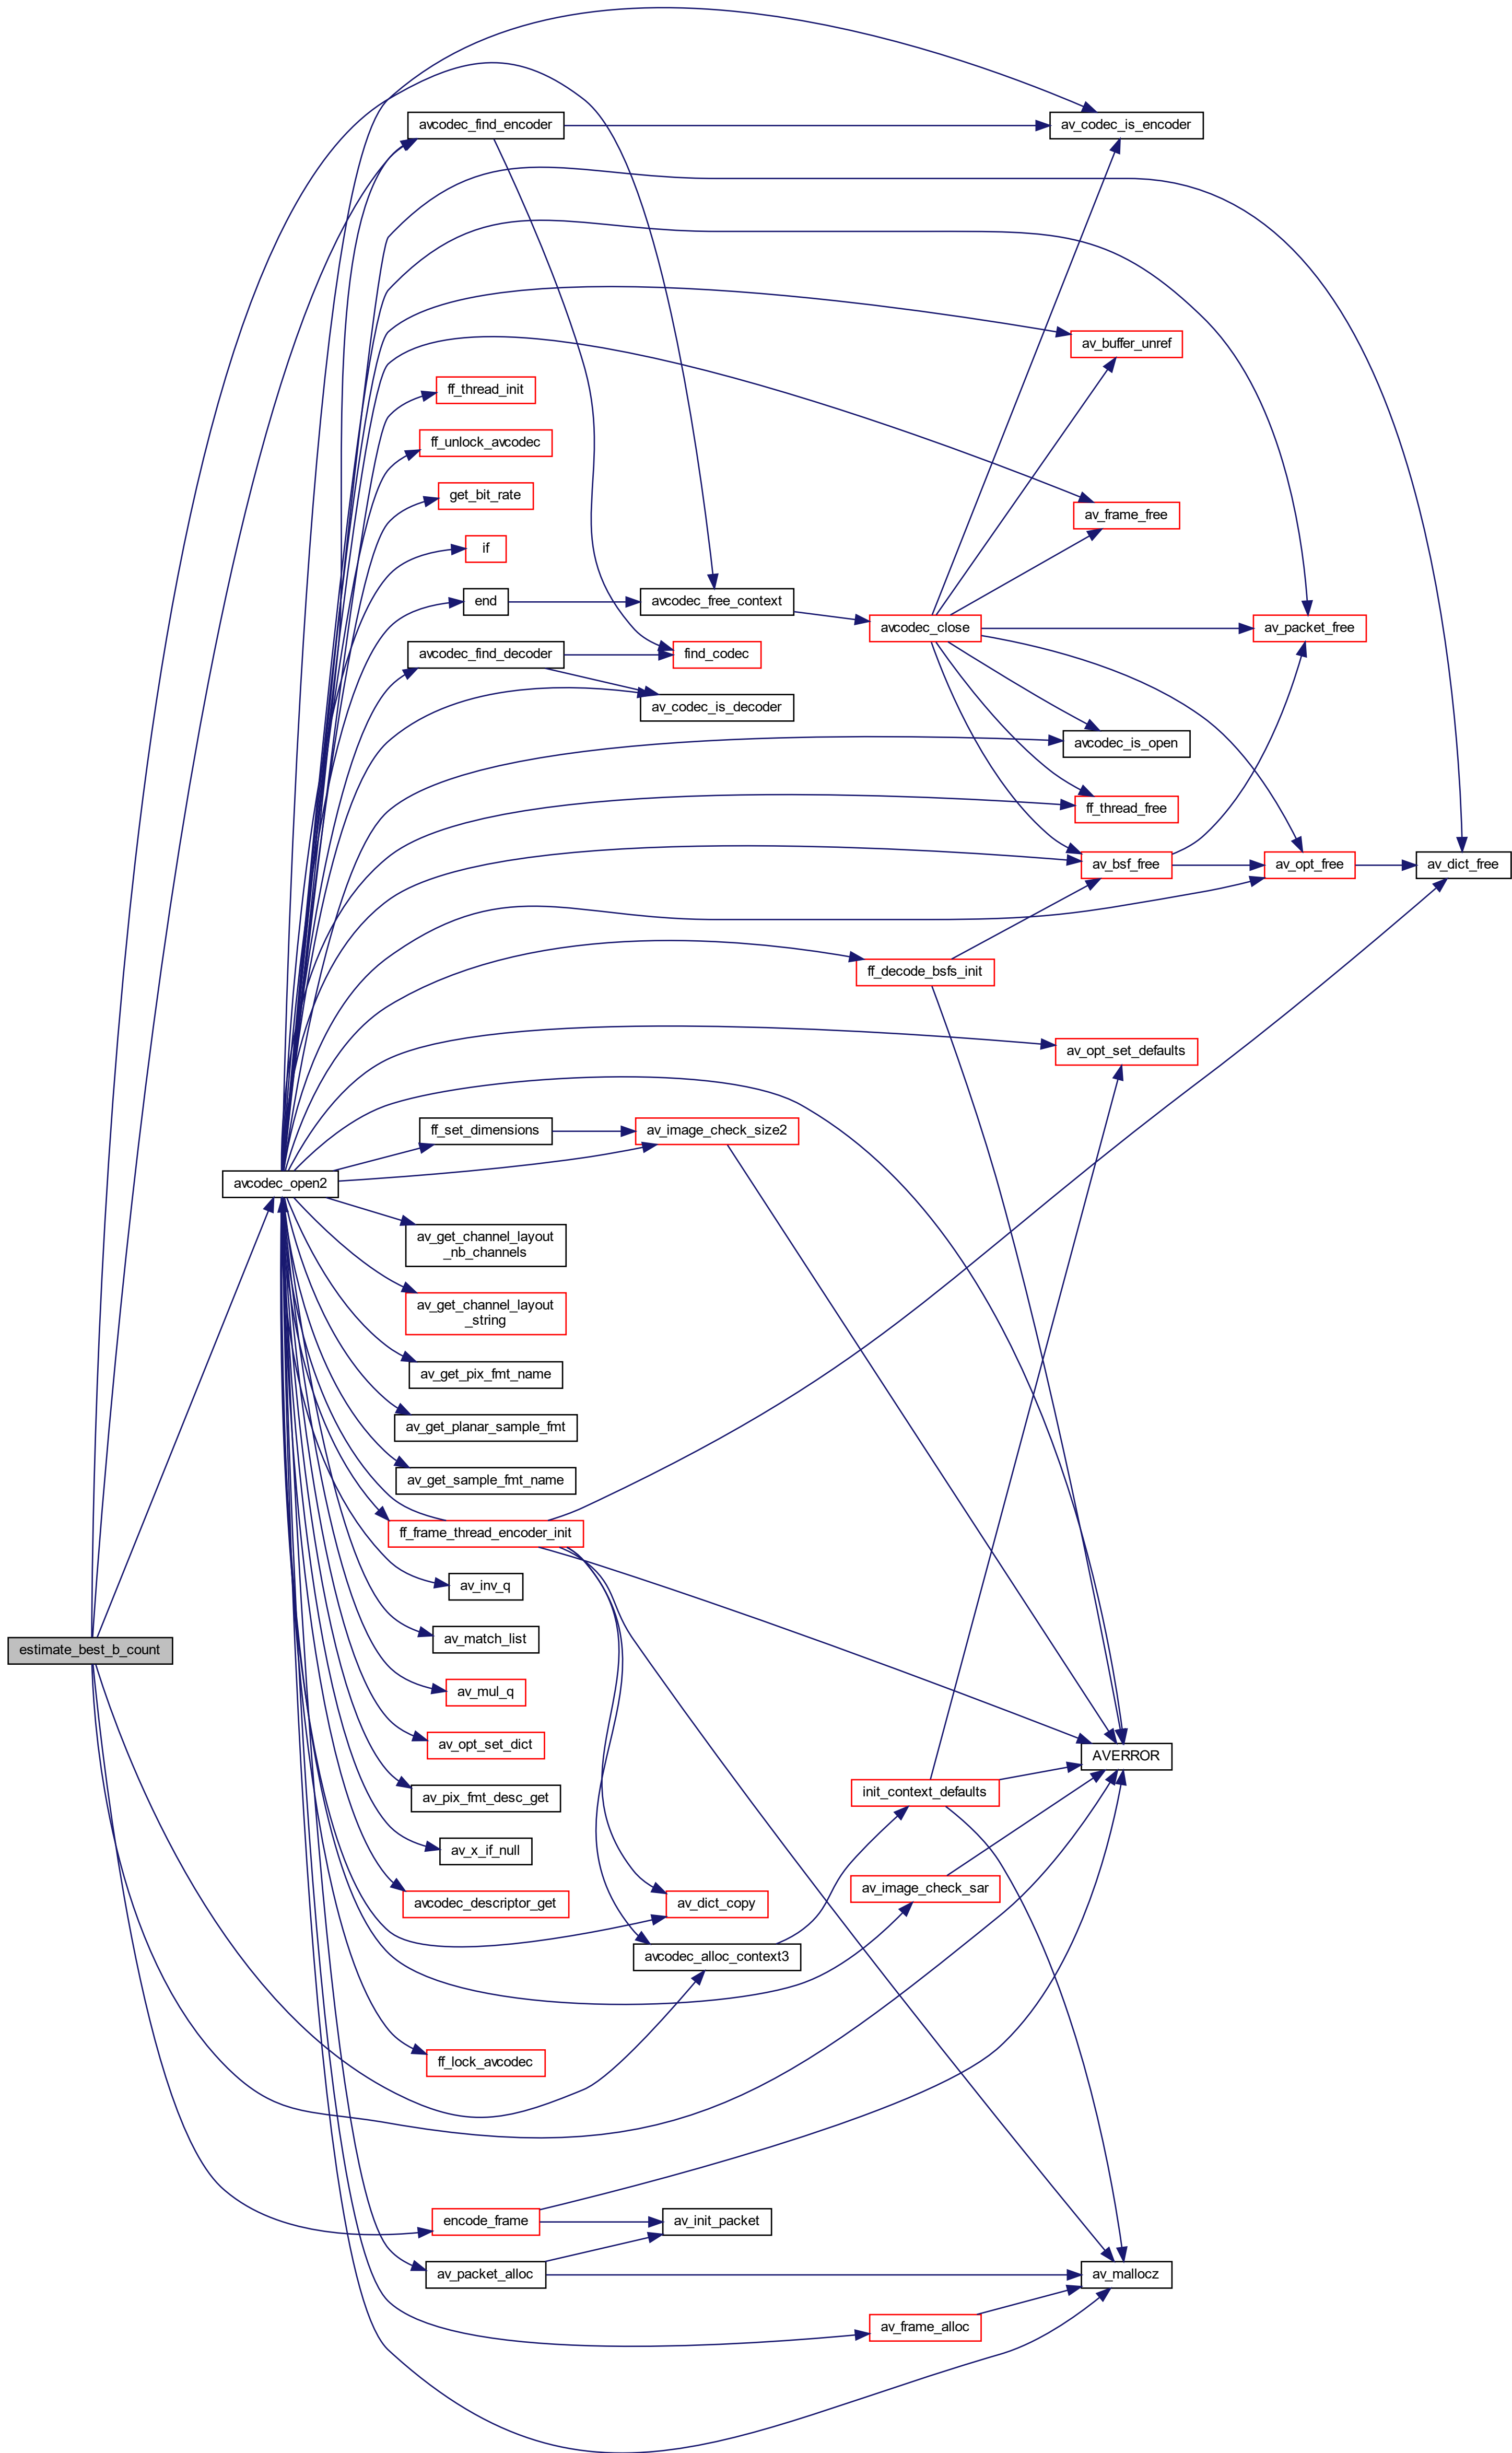 avcodec_find_encoder
av_codec_is_encoder
av_buffer_unref
ff_thread_init
ff_unlock_avcodec
get_bit_rate
av_frame_free
if
end
avcodec_free_context
avcodec_close
av_packet_free
avcodec_find_decoder
find_codec
av_codec_is_decoder
avcodec_is_open
ff_thread_free
av_bsf_free
av_opt_free
av_dict_free
ff_decode_bsfs_init
av_opt_set_defaults
ff_set_dimensions
av_image_check_size2
avcodec_open2
av_get_channel_layout
_nb_channels
av_get_channel_layout
_string
av_get_pix_fmt_name
av_get_planar_sample_fmt
av_get_sample_fmt_name
ff_frame_thread_encoder_init
av_inv_q
av_match_list
estimate_best_b_count
av_mul_q
av_opt_set_dict
AVERROR
av_pix_fmt_desc_get
init_context_defaults
av_x_if_null
avcodec_descriptor_get
av_dict_copy
av_image_check_sar
avcodec_alloc_context3
ff_lock_avcodec
encode_frame
av_init_packet
av_packet_alloc
av_mallocz
av_frame_alloc